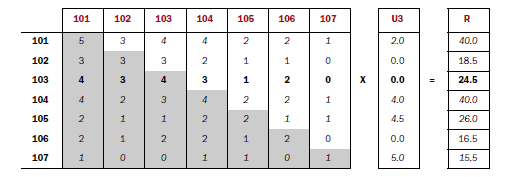 101 102 103 104 105 106 107 U3 R
101 5 3 4 4 2 2 1 2.0 40.0
102 3 3 3 2 1 1 0 0.0 18.5
103 4 3 4 3 1 2 0 X 0.0 = 24.5
104 4 2 3 4 2 2 1 4.0 40.0
105 2 1 1 2 2 1 1 4.5 26.0
106 2 1 2 2 1 2 0 0.0 16.5
107 1 0 0 1 1 0 1 5.0 15.5